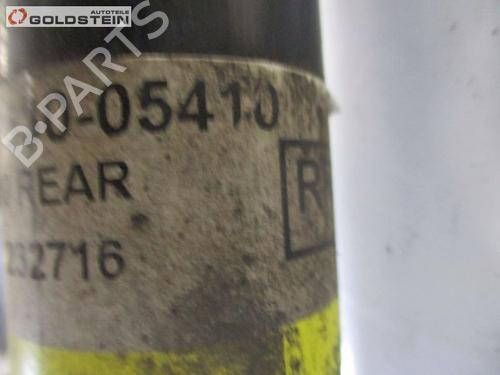 AUTOTEILE
GOLDSTEIN
-05410
REAR
232716
R
B-PARTS